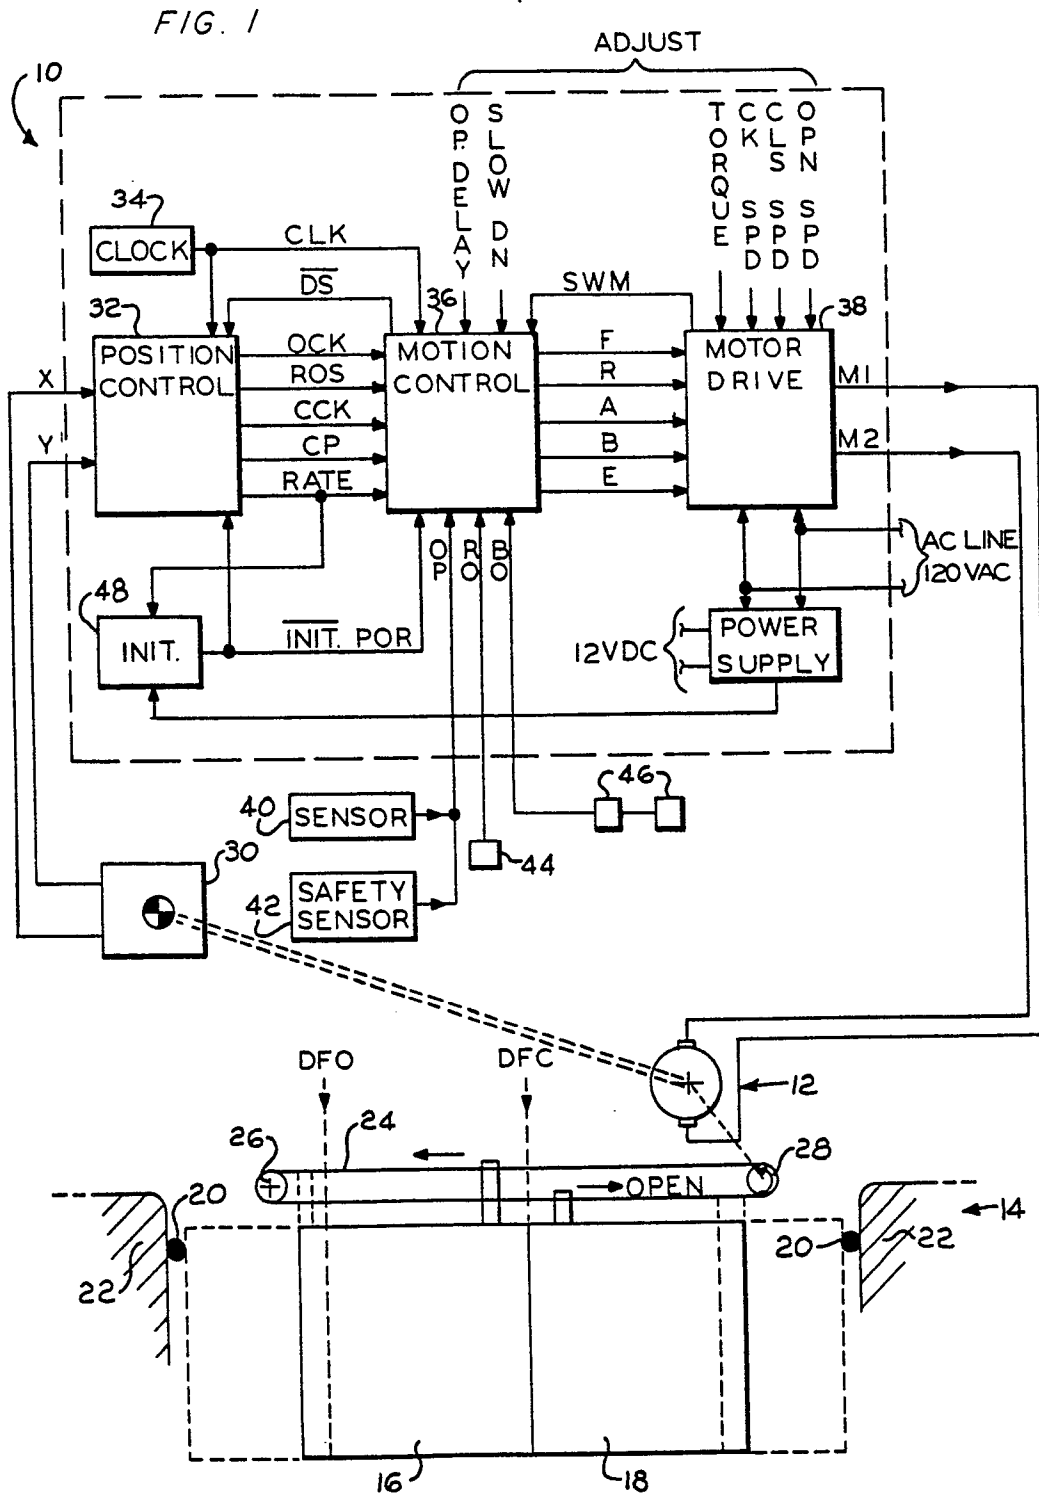 FIG. 1
ADJUST
10
OP. DELAY
SLOW DN
TORQUE
CK SPD
CLS SPD
OPN SPD
34
CLOCK
CLK
D̅S̅
SWM
32
36
38
POSITION
CONTROL
OCK
ROS
CCK
CP
RATE
MOTION
CONTROL
F
R
A
B
E
MOTOR
DRIVE
X
Y
M1
M2
OP
RO
BO
AC LINE
120 VAC
48
INIT.
I̅N̅I̅T̅. POR
12VDC
POWER
SUPPLY
40
SENSOR
46
44
30
42
SAFETY
SENSOR
DFO
DFC
12
26
24
28
OPEN
20
20
14
22
22
16
18